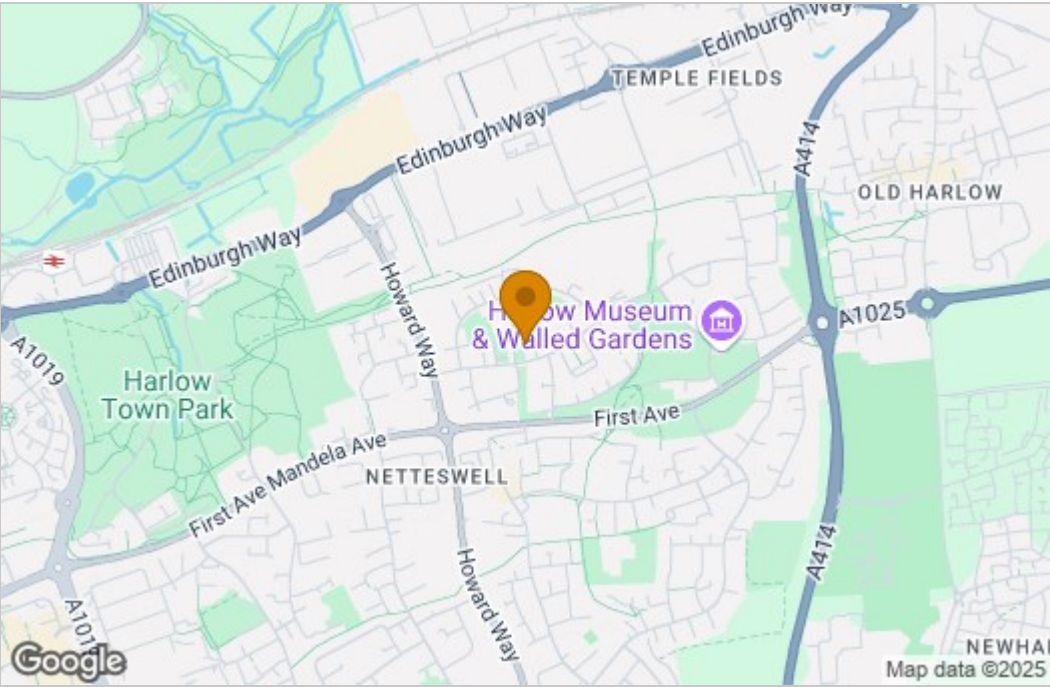 Edinburgh Way
TEMPLE FIELDS
Edinburgh Way
A414
OLD HARLOW
Edinburgh Way
Howard Way
Museum
& Walled Gardens
A1025
A1019
Harlow
Town Park
First Ave
First Ave Mandela Ave
NETTESWELL
A414
Howard Way
A1019
NEWHA
Google
Map data ©2025